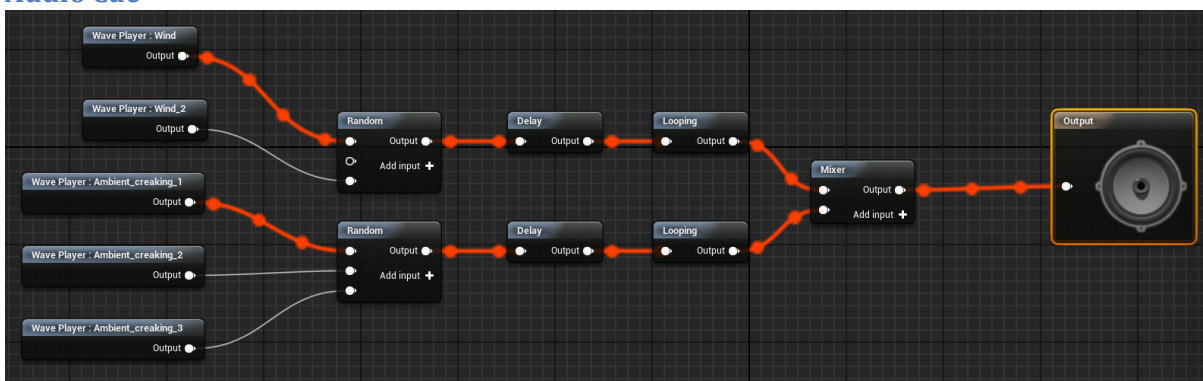 Audio Cue
Wave Player : Wind
Output
Wave Player : Wind_2
Output
Wave Player : Ambient_creaking_1
Output
Wave Player : Ambient_creaking_2
Output
Wave Player : Ambient_creaking_3
Output
Random
Output
Add input +
Random
Output
Add input +
Delay
Output
Delay
Output
Looping
Output
Looping
Output
Mixer
Output
Add input +
Output